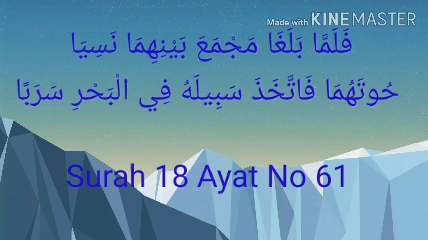 Made with KINEMASTER
فَلَمَّا بَلَغَا مَجْمَعَ بَيْنِهِمَا نَسِيَا
حُوتَهُمَا فَاتَّخَذَ سَبِيلَهُ فِي الْبَحْرِ سَرَبًا
Surah 18 Ayat No 61